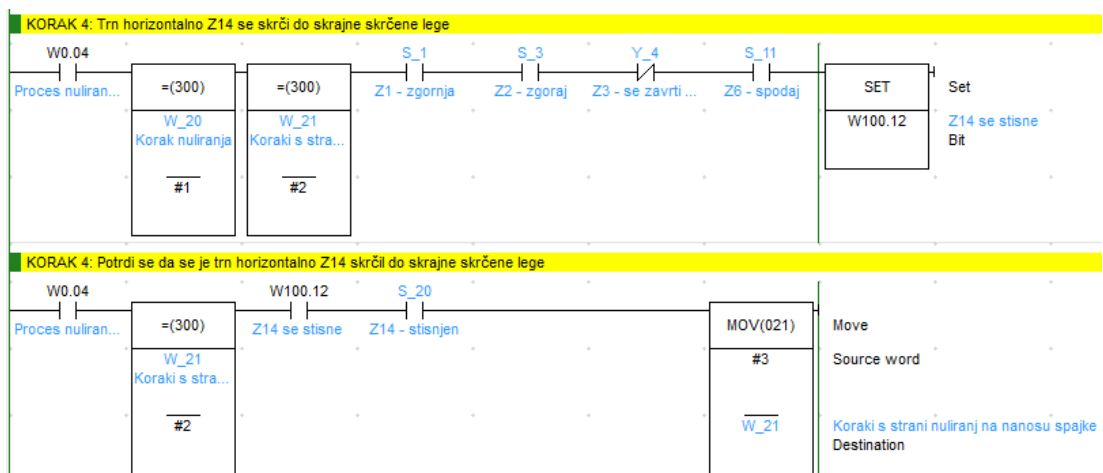 KORAK 4: Trn horizontalno Z14 se skrči do skrajne skrčene lege
W0.04 S_1 S_3 Y_4 S_11
Proces nuliran... =(300) =(300) Z1 - zgornja Z2 - zgoraj Z3 - se zavrti ... Z6 - spodaj SET Set
W_20 W_21 W100.12 Z14 se stisne
Korak nuliranja Koraki s stra... Bit
#1 #2
KORAK 4: Potrdi se da se je trn horizontalno Z14 skrčil do skrajne skrčene lege
W0.04 W100.12 S_20
Proces nuliran... =(300) Z14 se stisne Z14 - stisnjen MOV(021) Move
W_21 #3 Source word
Koraki s stra...
#2 W_21 Koraki s strani nuliranj na nanosu spajke
Destination